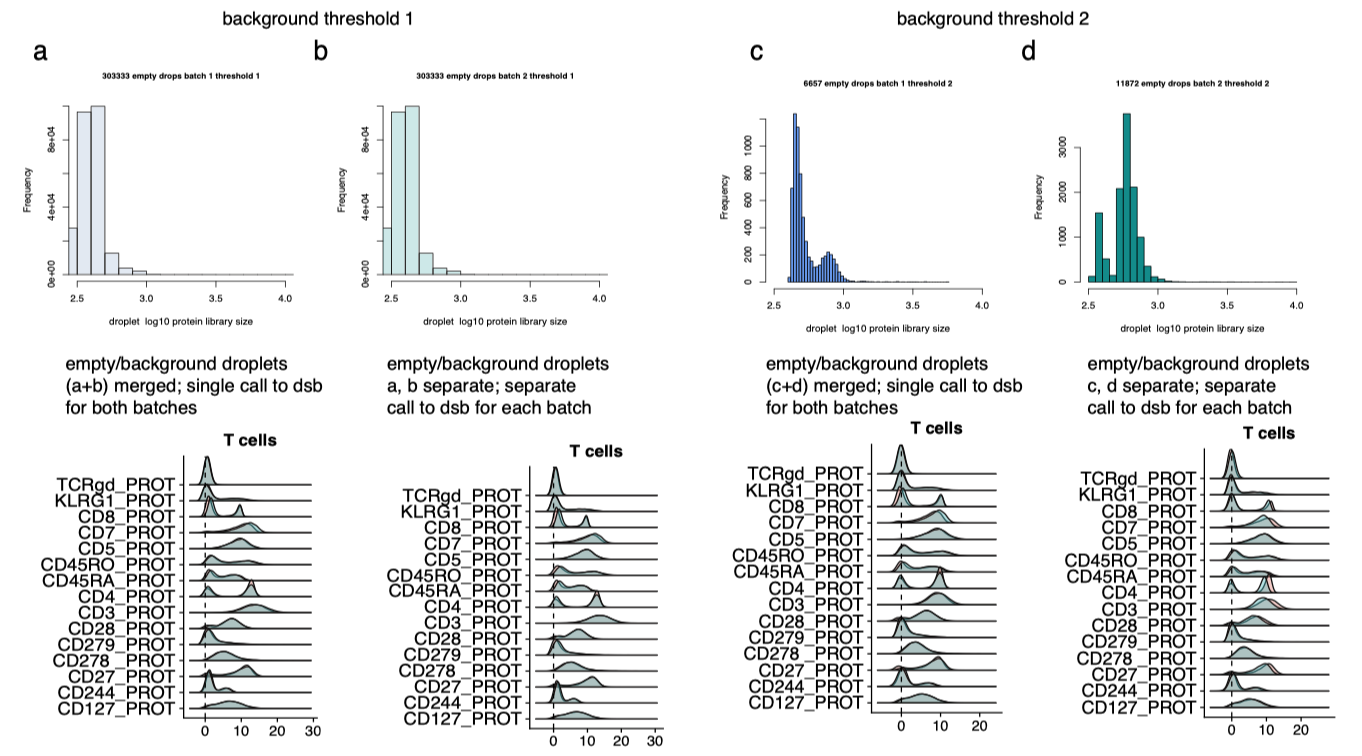 background threshold 1
background threshold 2
a
b
c
d
303333 empty drops batch 1 threshold 1
303333 empty drops batch 2 threshold 1
6657 empty drops batch 1 threshold 2
11872 empty drops batch 2 threshold 2
Frequency
0e+00 4e+04 8e+04
2.5 3.0 3.5 4.0
droplet log10 protein library size
Frequency
0e+00 4e+04 8e+04
2.5 3.0 3.5 4.0
droplet log10 protein library size
Frequency
0 200 400 600 800 1000
2.5 3.0 3.5 4.0
droplet log10 protein library size
Frequency
0 1000 2000 3000
2.5 3.0 3.5 4.0
droplet log10 protein library size
empty/background droplets
(a+b) merged; single call to dsb
for both batches
empty/background droplets
a, b separate; separate
call to dsb for each batch
empty/background droplets
(c+d) merged; single call to dsb
for both batches
empty/background droplets
c, d separate; separate
call to dsb for each batch
T cells
TCRgd_PROT
KLRG1_PROT
CD8_PROT
CD7_PROT
CD5_PROT
CD45RO_PROT
CD45RA_PROT
CD4_PROT
CD3_PROT
CD28_PROT
CD279_PROT
CD278_PROT
CD27_PROT
CD244_PROT
CD127_PROT
0 10 20 30
T cells
TCRgd_PROT
KLRG1_PROT
CD8_PROT
CD7_PROT
CD5_PROT
CD45RO_PROT
CD45RA_PROT
CD4_PROT
CD3_PROT
CD28_PROT
CD279_PROT
CD278_PROT
CD27_PROT
CD244_PROT
CD127_PROT
0 10 20 30
T cells
TCRgd_PROT
KLRG1_PROT
CD8_PROT
CD7_PROT
CD5_PROT
CD45RO_PROT
CD45RA_PROT
CD4_PROT
CD3_PROT
CD28_PROT
CD279_PROT
CD278_PROT
CD27_PROT
CD244_PROT
CD127_PROT
0 10 20
T cells
TCRgd_PROT
KLRG1_PROT
CD8_PROT
CD7_PROT
CD5_PROT
CD45RO_PROT
CD45RA_PROT
CD4_PROT
CD3_PROT
CD28_PROT
CD279_PROT
CD278_PROT
CD27_PROT
CD244_PROT
CD127_PROT
0 10 20